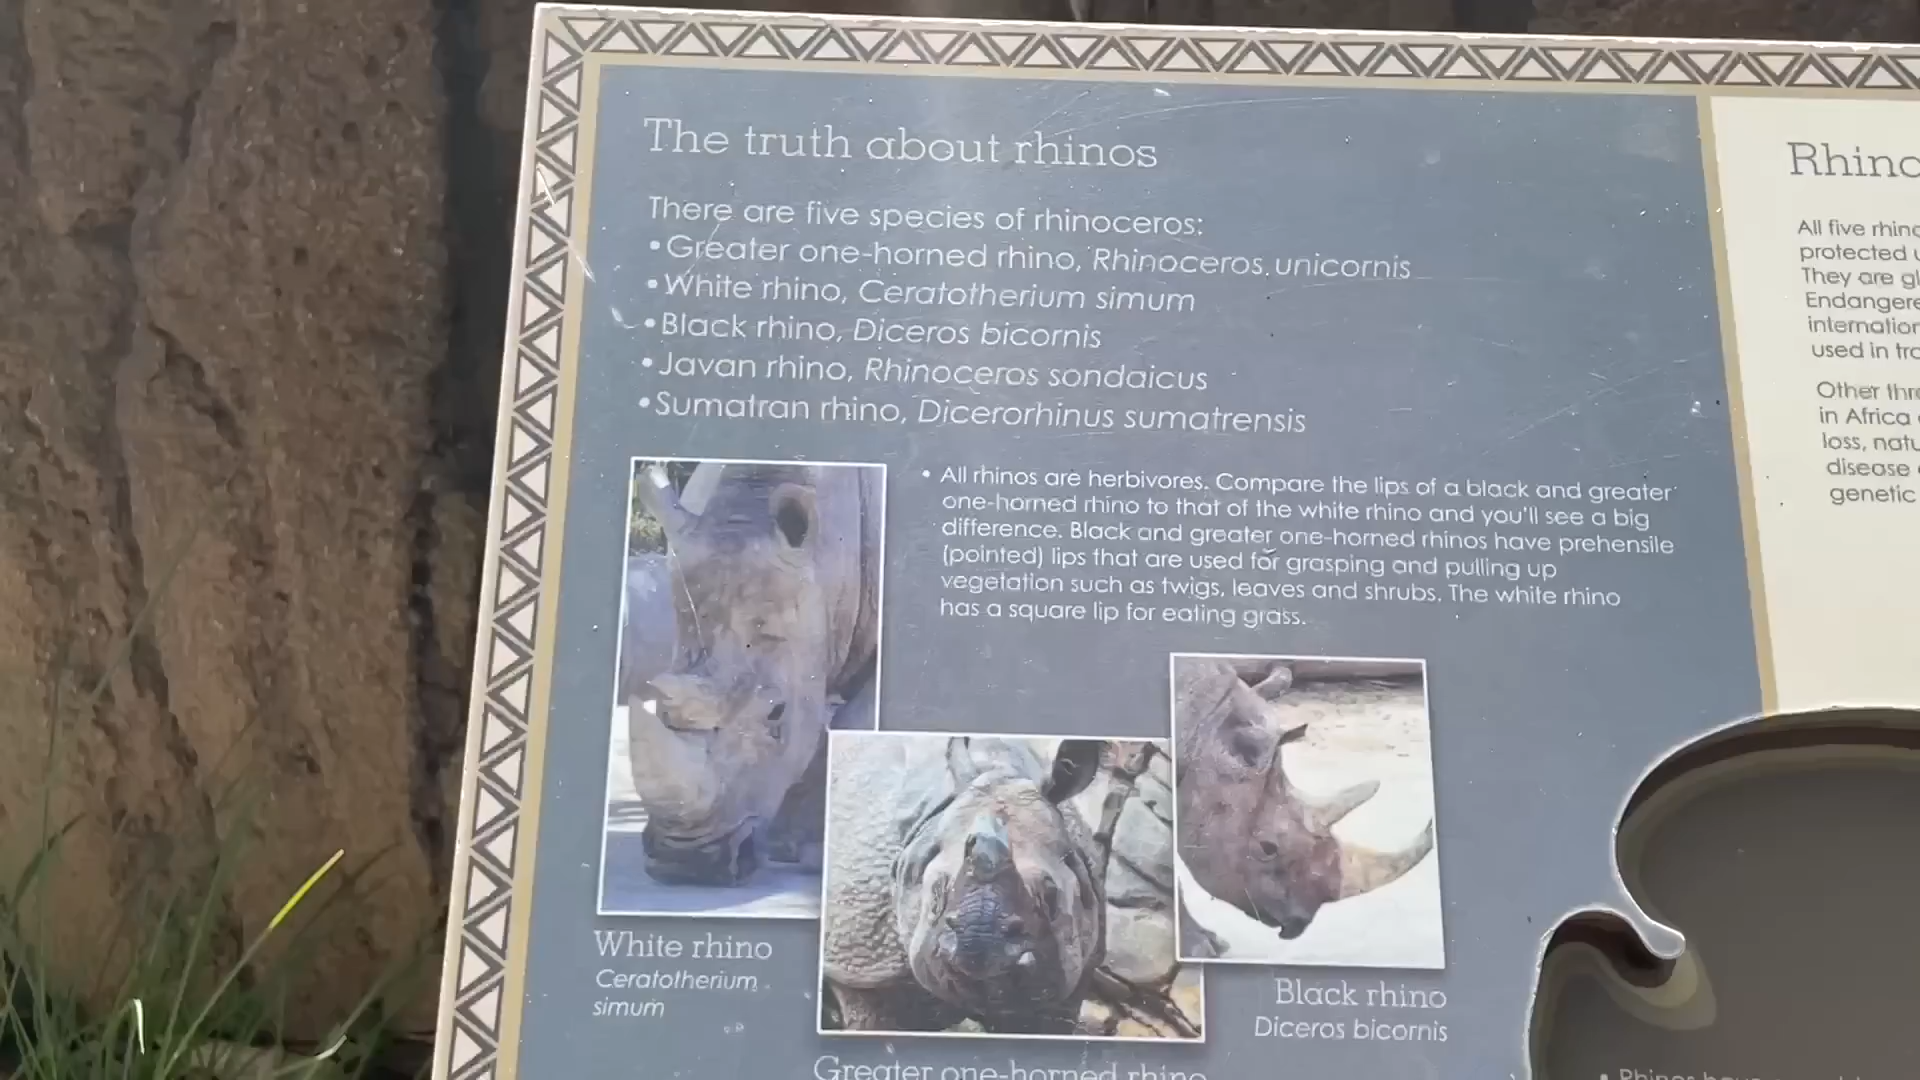 The truth about rhinos
There are five species of rhinoceros:
• Greater one-horned rhino, Rhinoceros unicornis
• White rhino, Ceratotherium simum
• Black rhino, Diceros bicornis
• Javan rhino, Rhinoceros sondaicus
• Sumatran rhino, Dicerorhinus sumatrensis
• All rhinos are herbivores. Compare the lips of a black and greater
one-horned rhino to that of the white rhino and you'll see a big
difference. Black and greater one-horned rhinos have prehensile
(pointed) lips that are used for grasping and pulling up
vegetation such as twigs, leaves and shrubs. The white rhino
has a square lip for eating grass.
White rhino
Ceratotherium
simum
Greater one-horned rhino
Black rhino
Diceros bicornis
All five
protected
They are
used in
Other
in Africa
loss,
disease
genetic
• Rhinos